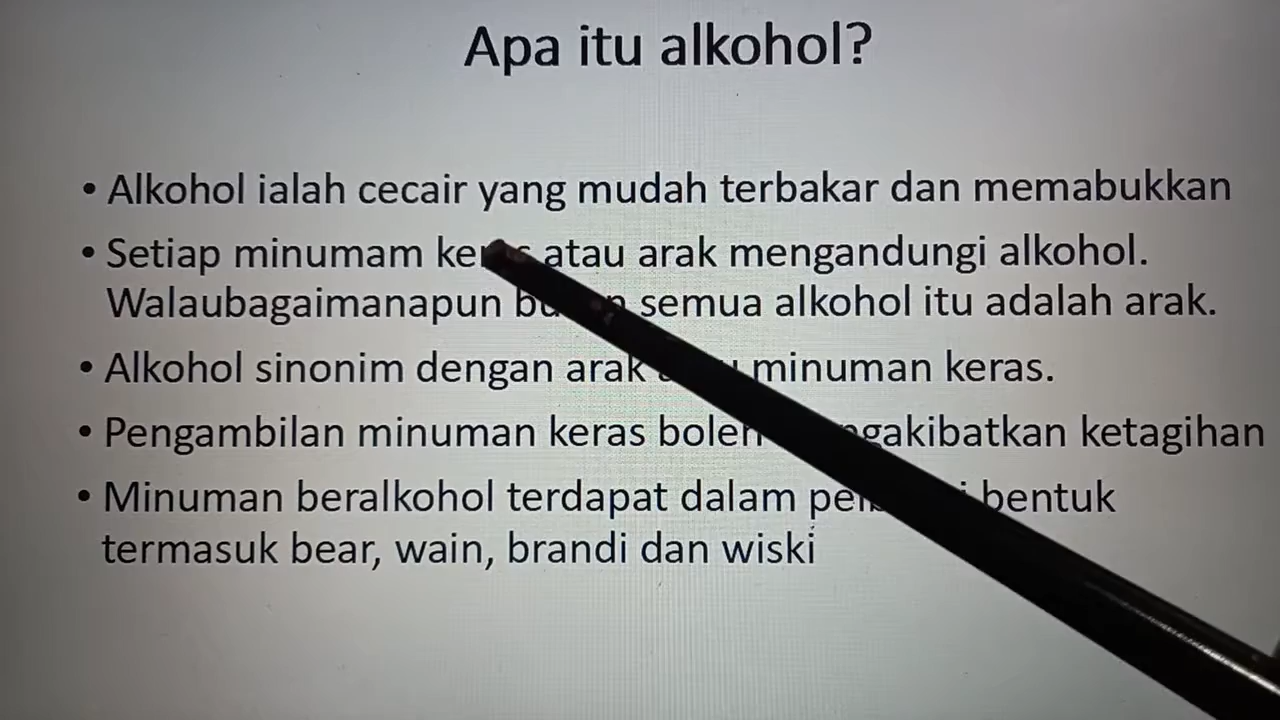 Apa itu alkohol?
• Alkohol ialah cecair yang mudah terbakar dan memabukkan
• Setiap minumam keras atau arak mengandungi alkohol.
Walaubagaimanapun semua alkohol itu adalah arak.
• Alkohol sinonim dengan arak minuman keras.
• Pengambilan minuman keras boleh ketagihan
• Minuman beralkohol terdapat dalam bentuk
termasuk bear, wain, brandi dan wiski